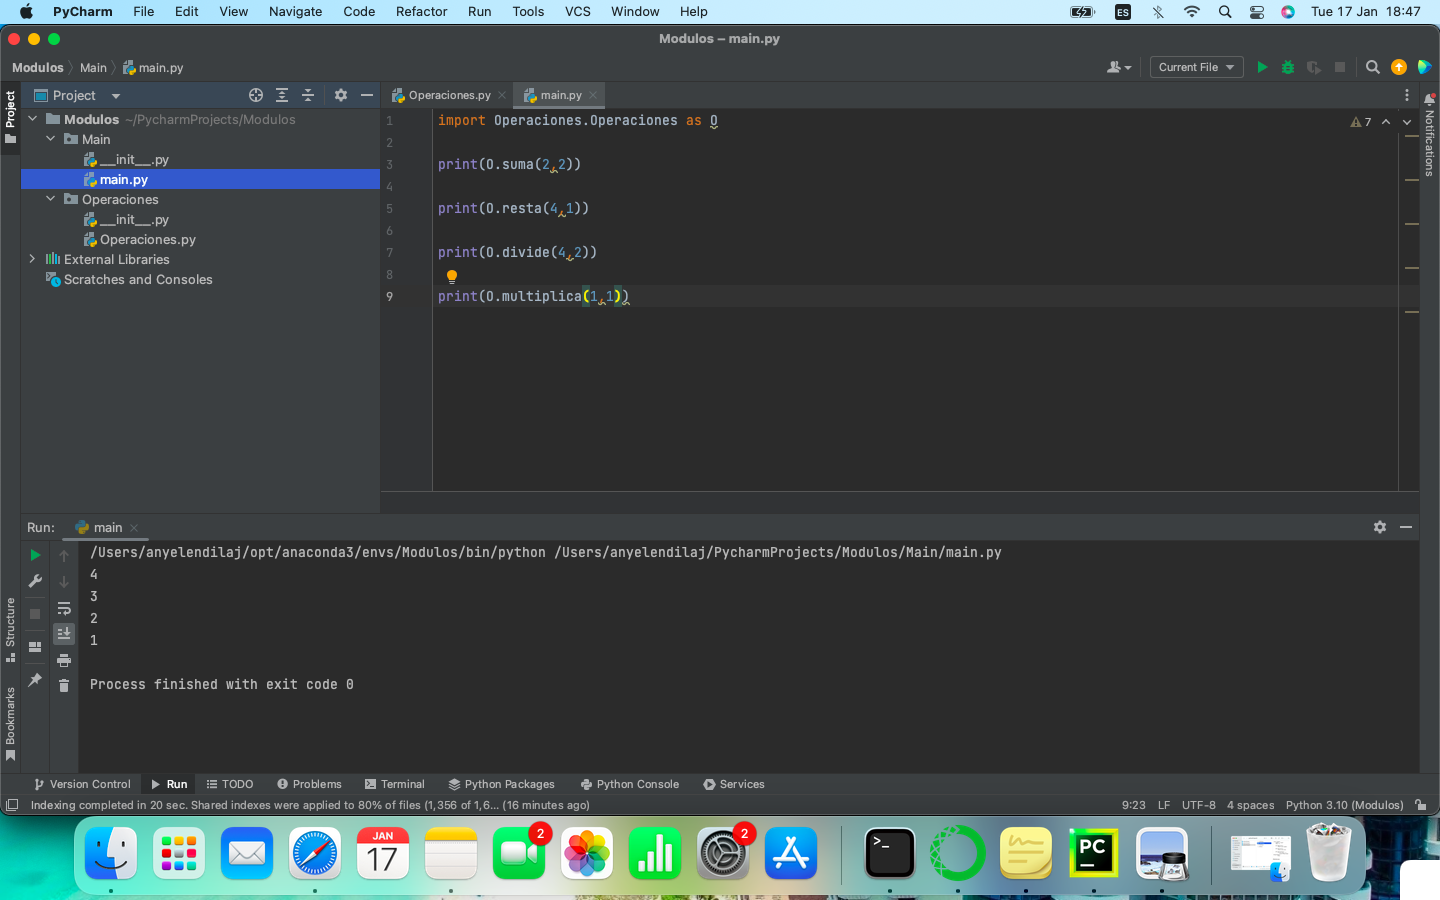 PyCharm File Edit View Navigate Code Refactor Run Tools VCS Window Help ES Tue 17 Jan 18:47
Modulos – main.py
Modulos Main main.py Current File
Project
Project
Operaciones.py main.py
Notifications
Modulos ~/PycharmProjects/Modulos
Main
__init__.py
main.py
Operaciones
__init__.py
Operaciones.py
External Libraries
Scratches and Consoles
1 import Operaciones.Operaciones as O
7
2
3 print(O.suma(2,2))
4
5 print(O.resta(4,1))
6
7 print(O.divide(4,2))
8
9 print(O.multiplica(1,1))
Run: main
/Users/anyelendilaj/opt/anaconda3/envs/Modulos/bin/python /Users/anyelendilaj/PycharmProjects/Modulos/Main/main.py
4
3
2
1
Process finished with exit code 0
Structure
Bookmarks
Version Control Run TODO Problems Terminal Python Packages Python Console Services
Indexing completed in 20 sec. Shared indexes were applied to 80% of files (1,356 of 1,6... (16 minutes ago) 9:23 LF UTF-8 4 spaces Python 3.10 (Modulos)
JAN
17
2
2
>_
PC